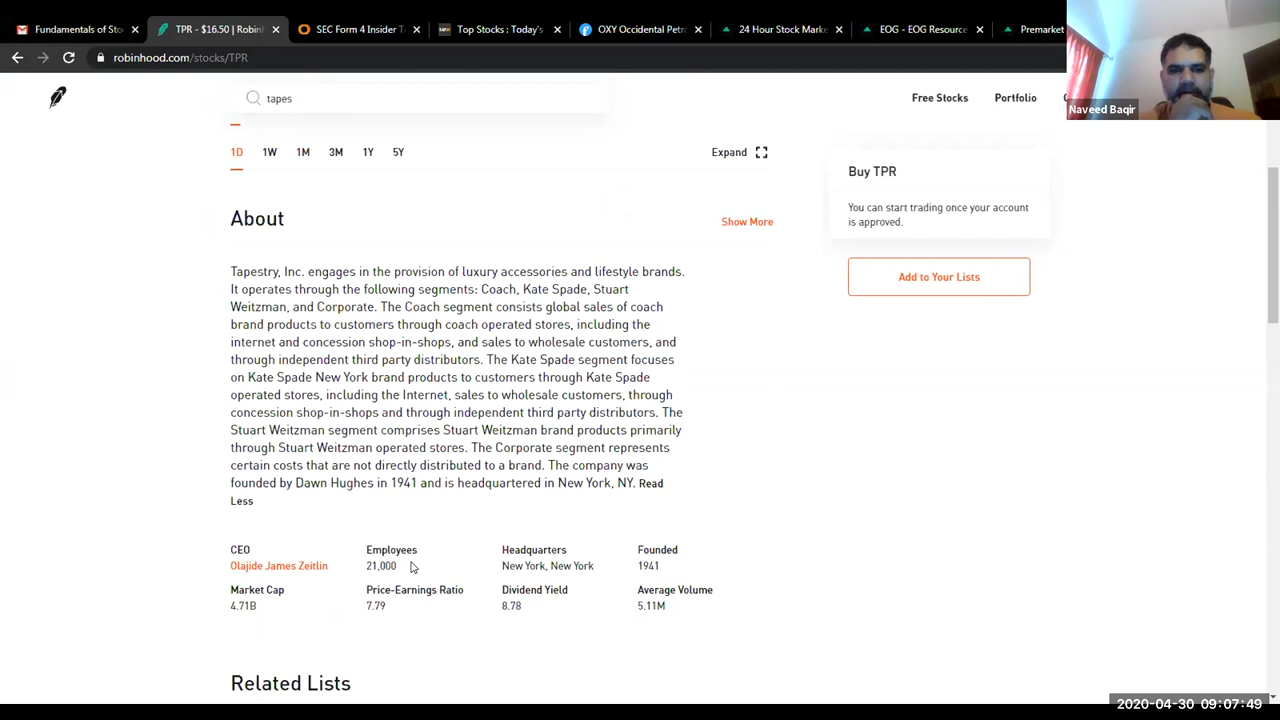 Fundamentals of Sto
TPR - $16.50 | Robinh
SEC Form 4 Insider T
Top Stocks : Today's
OXY Occidental Petro
24 Hour Stock Marke
EOG - EOG Resource
Premarket
robinhood.com/stocks/TPR
Naveed Baqir
tapes
Free Stocks
Portfolio
1D
1W
1M
3M
1Y
5Y
Expand
Buy TPR
You can start trading once your account
is approved.
Add to Your Lists
About
Show More
Tapestry, Inc. engages in the provision of luxury accessories and lifestyle brands.
It operates through the following segments: Coach, Kate Spade, Stuart
Weitzman, and Corporate. The Coach segment consists global sales of coach
brand products to customers through coach operated stores, including the
internet and concession shop-in-shops, and sales to wholesale customers, and
through independent third party distributors. The Kate Spade segment focuses
on Kate Spade New York brand products to customers through Kate Spade
operated stores, including the Internet, sales to wholesale customers, through
concession shop-in-shops and through independent third party distributors. The
Stuart Weitzman segment comprises Stuart Weitzman brand products primarily
through Stuart Weitzman operated stores. The Corporate segment represents
certain costs that are not directly distributed to a brand. The company was
founded by Dawn Hughes in 1941 and is headquartered in New York, NY. Read
Less
CEO
Olajide James Zeitlin
Employees
21,000
Headquarters
New York, New York
Founded
1941
Market Cap
4.71B
Price-Earnings Ratio
7.79
Dividend Yield
8.78
Average Volume
5.11M
Related Lists
2020-04-30 09:07:49